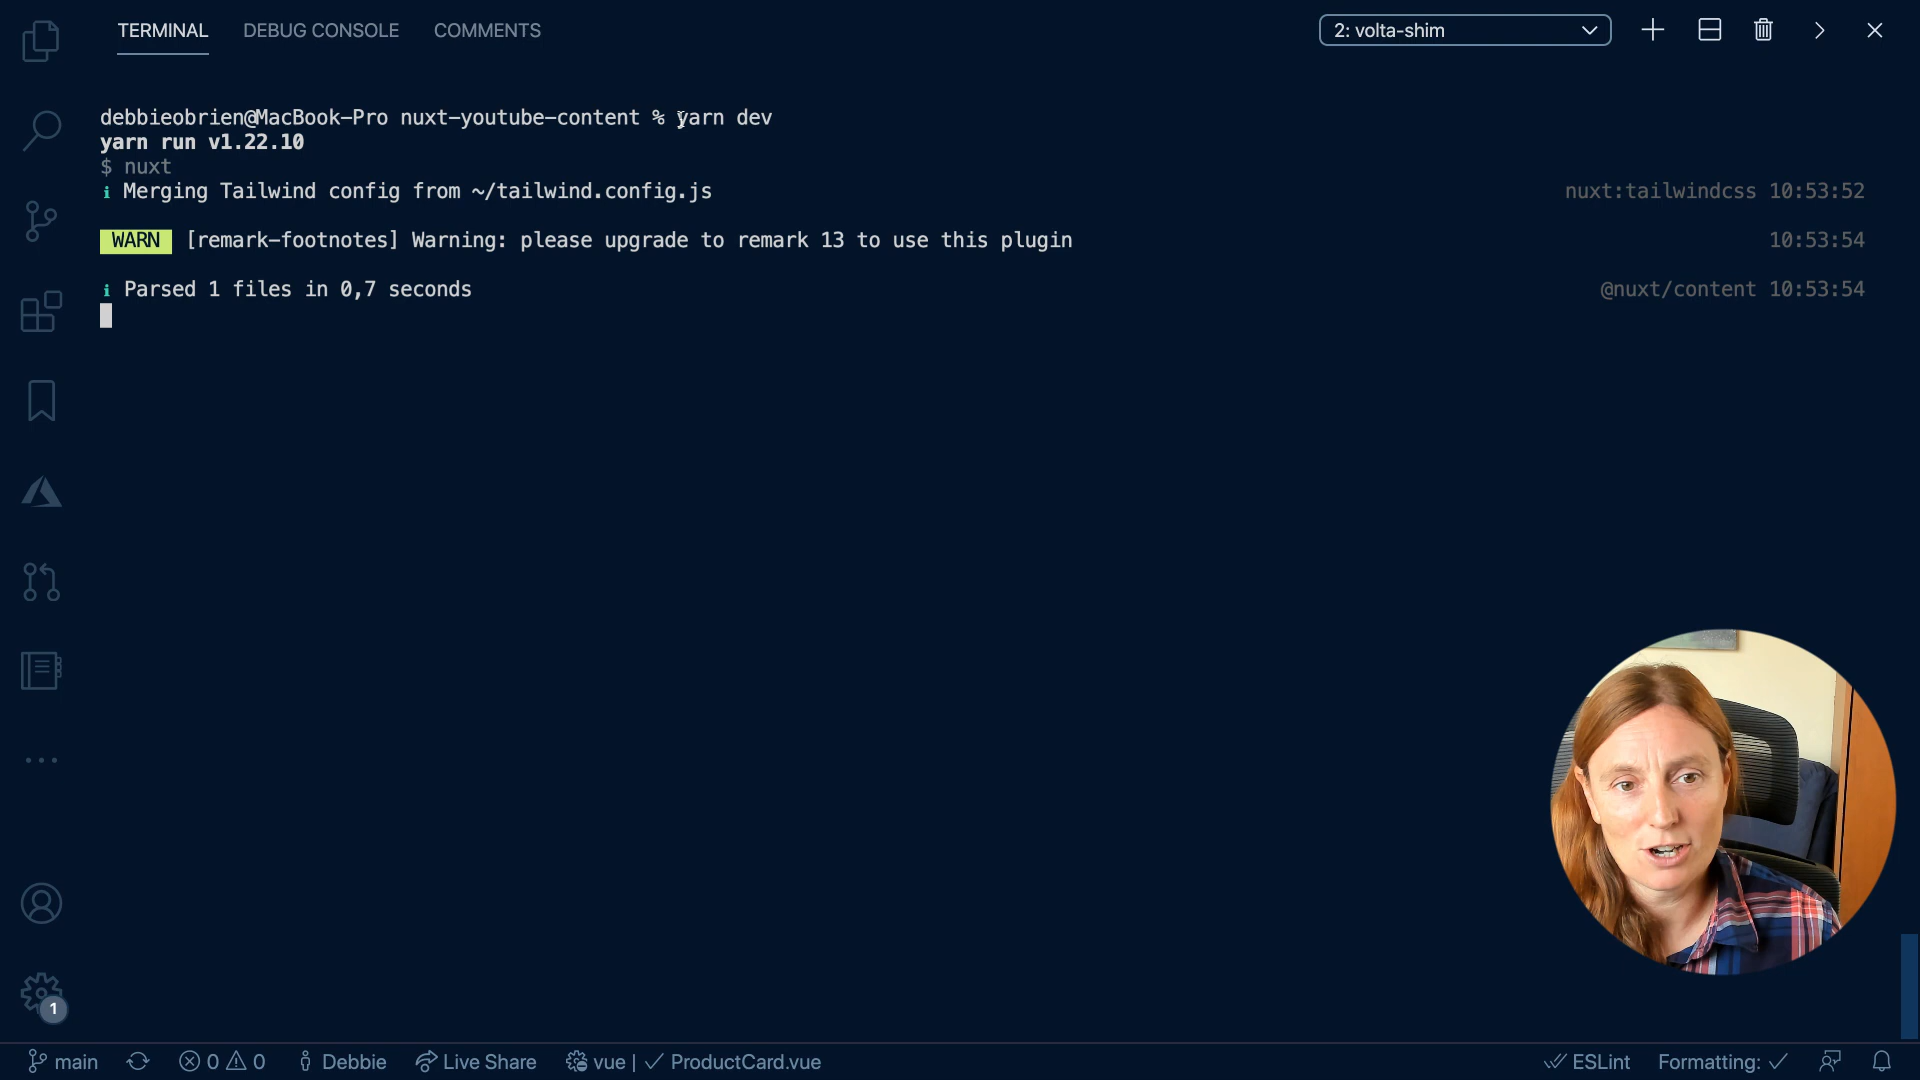 TERMINAL DEBUG CONSOLE COMMENTS 2: volta-shim
debbieobrien@MacBook-Pro nuxt-youtube-content % yarn dev
yarn run v1.22.10
$ nuxt
i Merging Tailwind config from ~/tailwind.config.js nuxt:tailwindcss 10:53:52
WARN [remark-footnotes] Warning: please upgrade to remark 13 to use this plugin 10:53:54
i Parsed 1 files in 0,7 seconds @nuxt/content 10:53:54
1
main 0 0 Debbie Live Share vue | ✓ ProductCard.vue ESLint Formatting: ✓